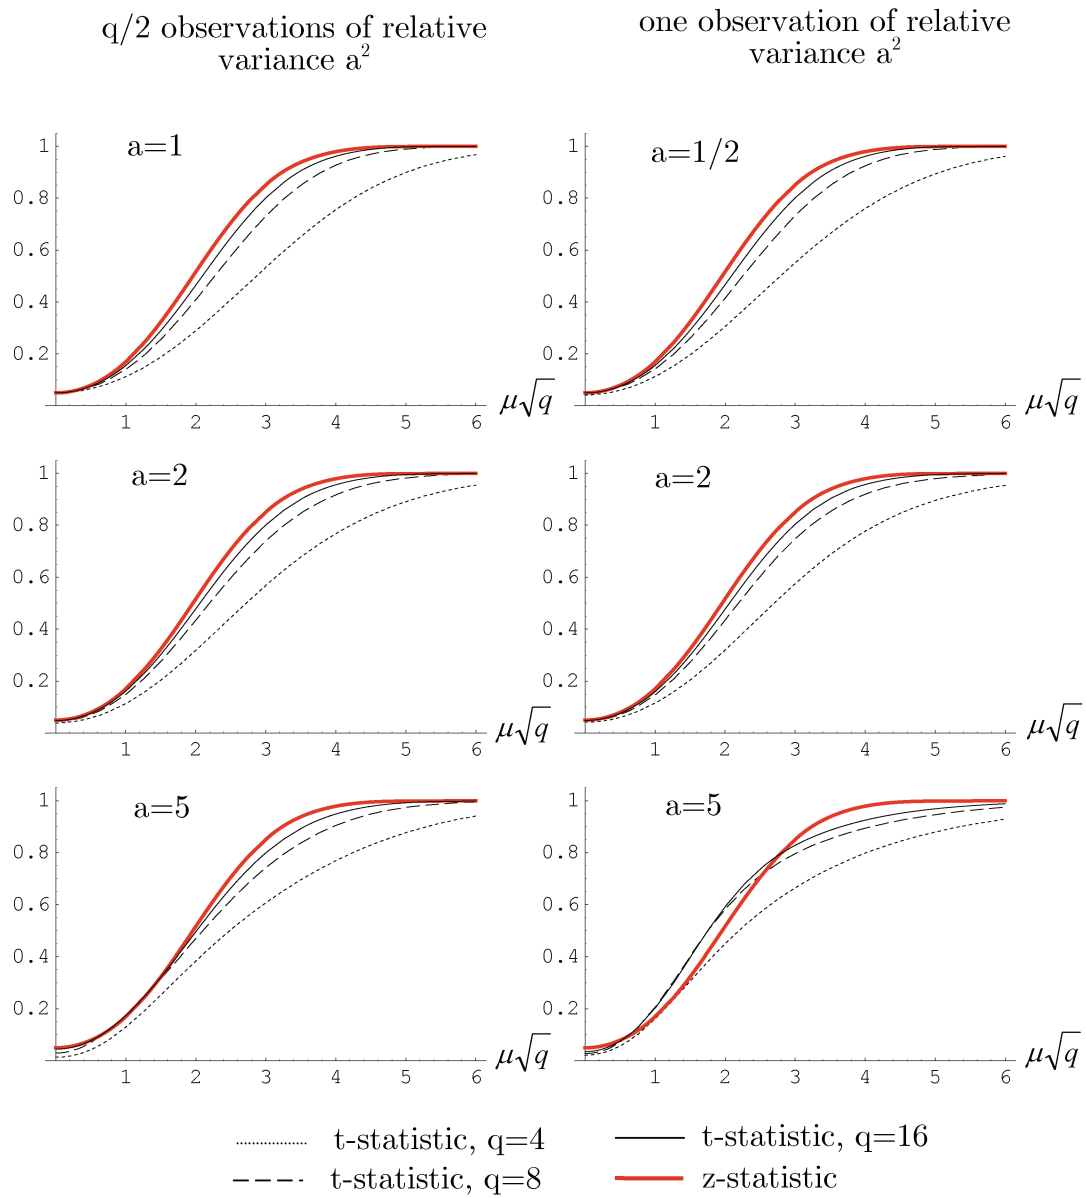 q/2 observations of relative
variance a²
one observation of relative
variance a²
a=1
1
0.8
0.6
0.4
0.2
1 2 3 4 5 6
μ√q
a=1/2
1
0.8
0.6
0.4
0.2
1 2 3 4 5 6
μ√q
a=2
1
0.8
0.6
0.4
0.2
1 2 3 4 5 6
μ√q
a=2
1
0.8
0.6
0.4
0.2
1 2 3 4 5 6
μ√q
a=5
1
0.8
0.6
0.4
0.2
1 2 3 4 5 6
μ√q
a=5
1
0.8
0.6
0.4
0.2
1 2 3 4 5 6
μ√q
t-statistic, q=4
t-statistic, q=16
t-statistic, q=8
z-statistic